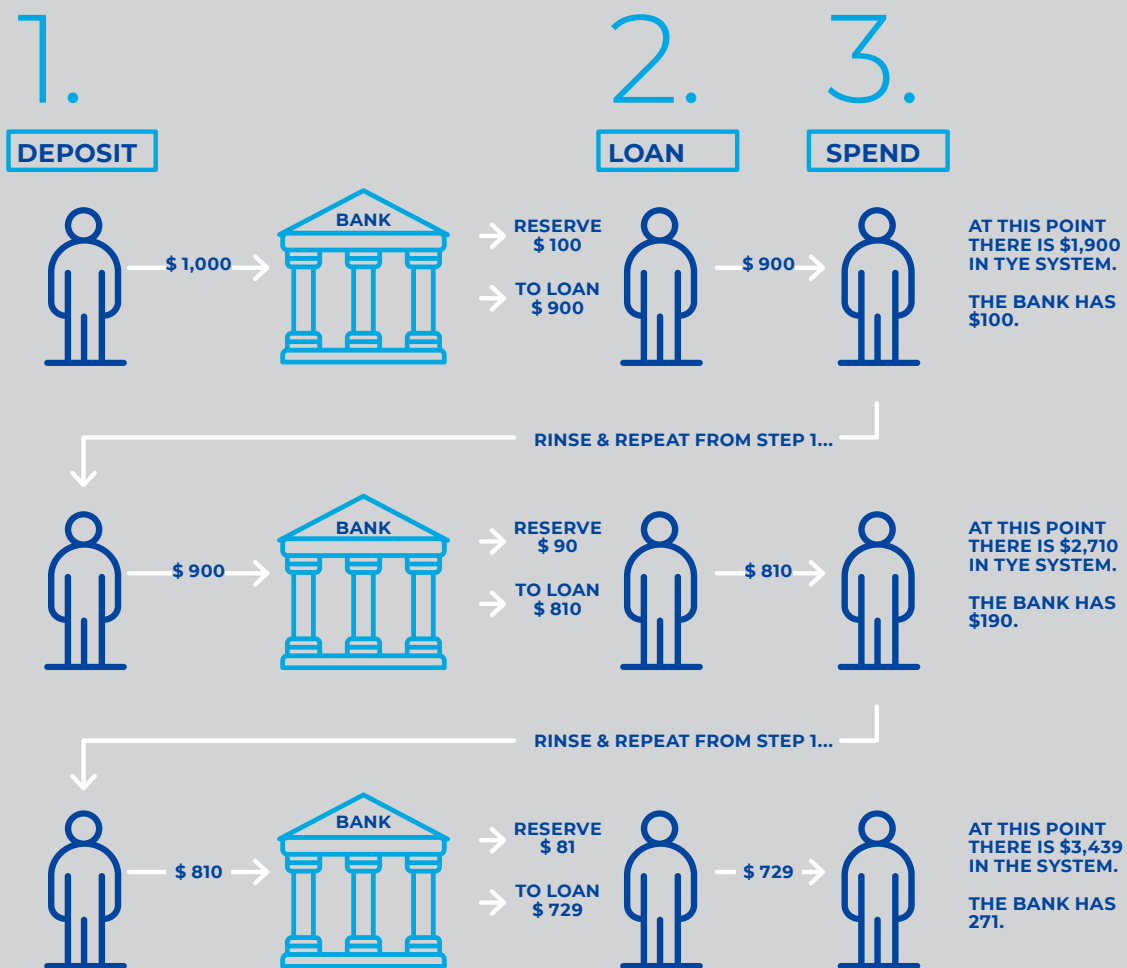 1.
2.
3.
DEPOSIT
LOAN
SPEND
$ 1,000
BANK
RESERVE
$ 100
TO LOAN
$ 900
$ 900
AT THIS POINT
THERE IS $1,900
IN TYE SYSTEM.
THE BANK HAS
$100.
RINSE & REPEAT FROM STEP 1...
$ 900
BANK
RESERVE
$ 90
TO LOAN
$ 810
$ 810
AT THIS POINT
THERE IS $2,710
IN TYE SYSTEM.
THE BANK HAS
$190.
RINSE & REPEAT FROM STEP 1...
$ 810
BANK
RESERVE
$ 81
TO LOAN
$ 729
$ 729
AT THIS POINT
THERE IS $3,439
IN THE SYSTEM.
THE BANK HAS
271.